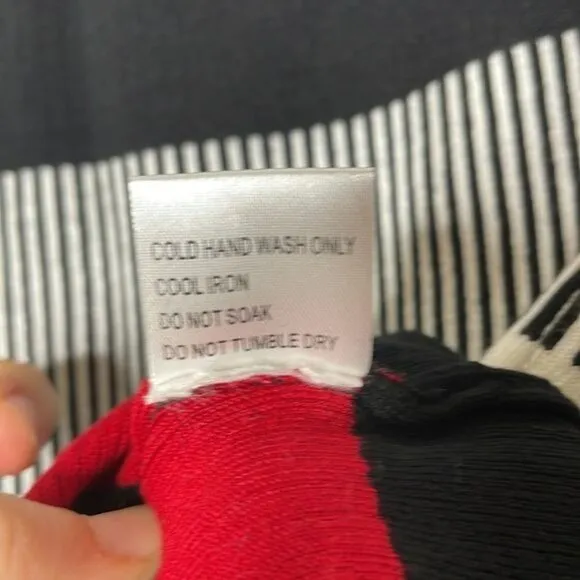 COLD HAND WASH ONLY
COOL IRON
DO NOT SOAK
DO NOT TUMBLE DRY